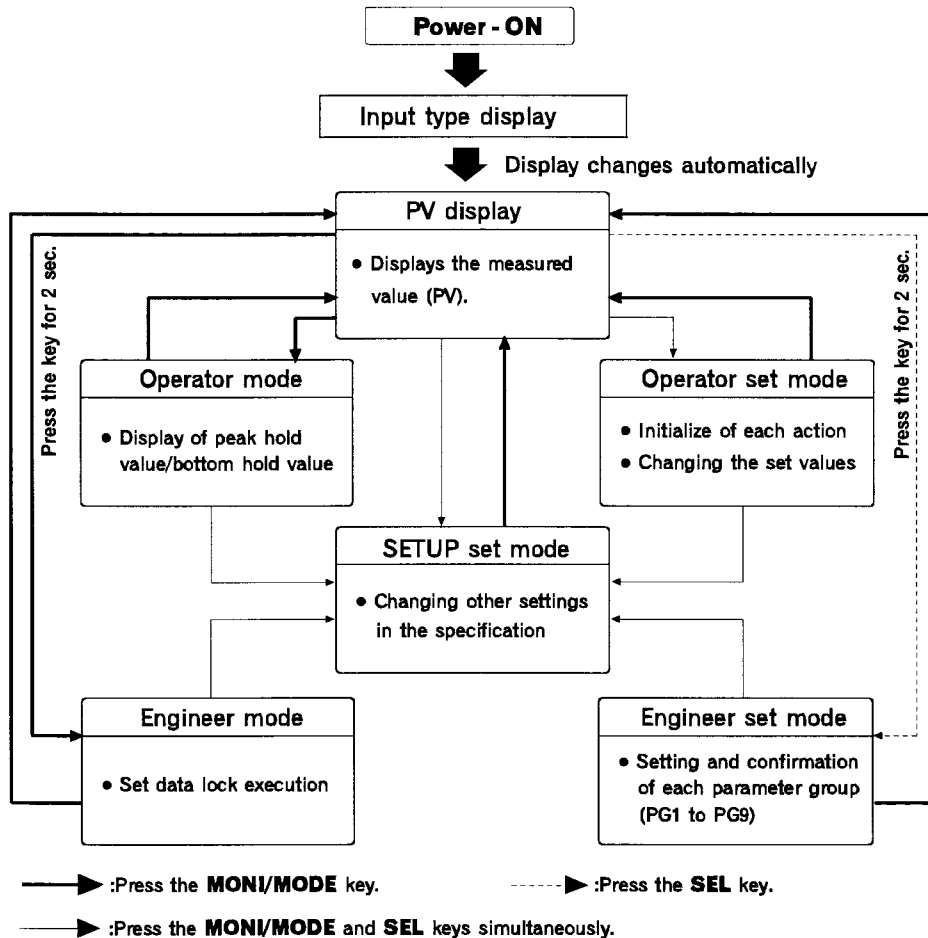 Power - ON
Input type display
Display changes automatically
PV display
● Displays the measured
value (PV).
Press the key for 2 sec.
Press the key for 2 sec.
Operator mode
● Display of peak hold
value/bottom hold value
Operator set mode
● Initialize of each action
● Changing the set values
SETUP set mode
● Changing other settings
in the specification
Engineer mode
● Set data lock execution
Engineer set mode
● Setting and confirmation
of each parameter group
(PG1 to PG9)
:Press the MONI/MODE key.
:Press the SEL key.
:Press the MONI/MODE and SEL keys simultaneously.